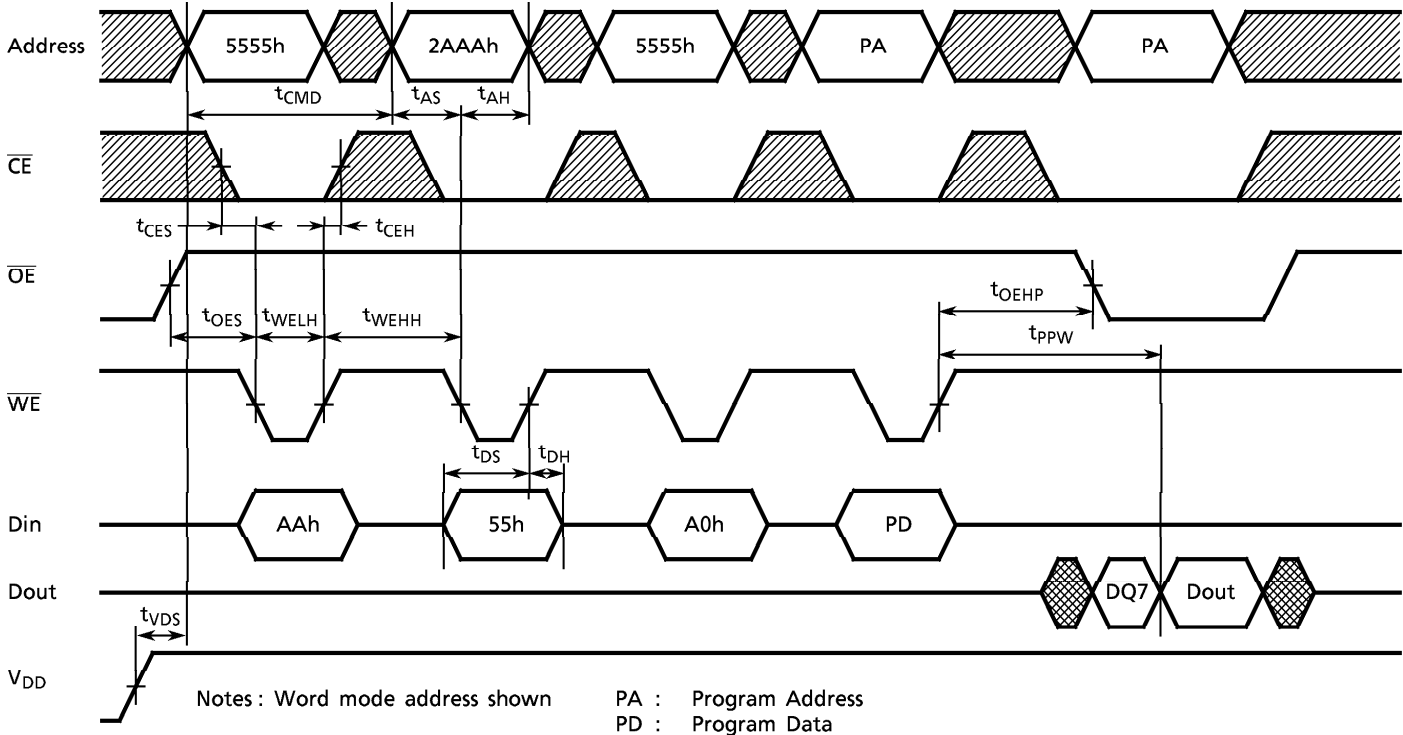 Address 5555h 2AAAh 5555h PA PA
tCMD tAS tAH
CE
tCES tCEH
OE
tOES tWELH tWEHH tOEHP
tPPW
WE
tDS tDH
Din AAh 55h A0h PD
Dout DQ7 Dout
tVDS
VDD
Notes : Word mode address shown PA : Program Address
PD : Program Data